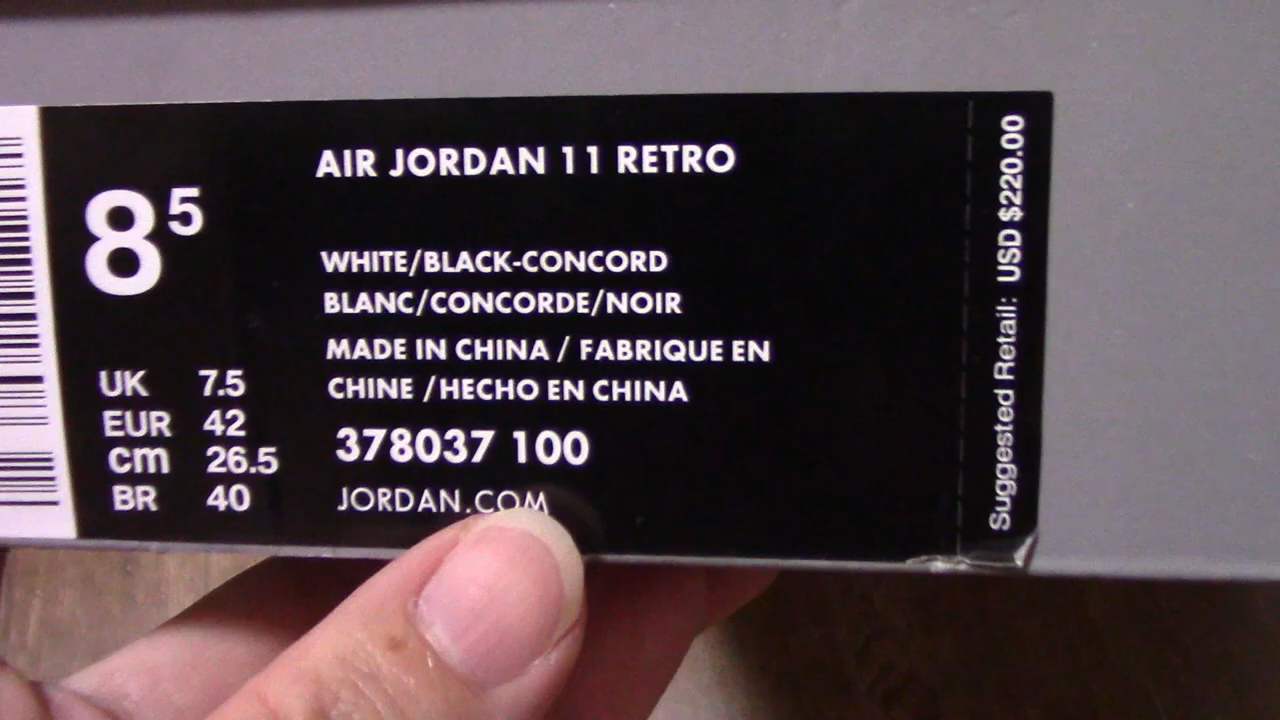 8 5
UK 7.5
EUR 42
cm 26.5
BR 40
AIR JORDAN 11 RETRO
WHITE/BLACK-CONCORD
BLANC/CONCORDE/NOIR
MADE IN CHINA / FABRIQUE EN
CHINE /HECHO EN CHINA
378037 100
JORDAN.COM
Suggested Retail: USD $220.00